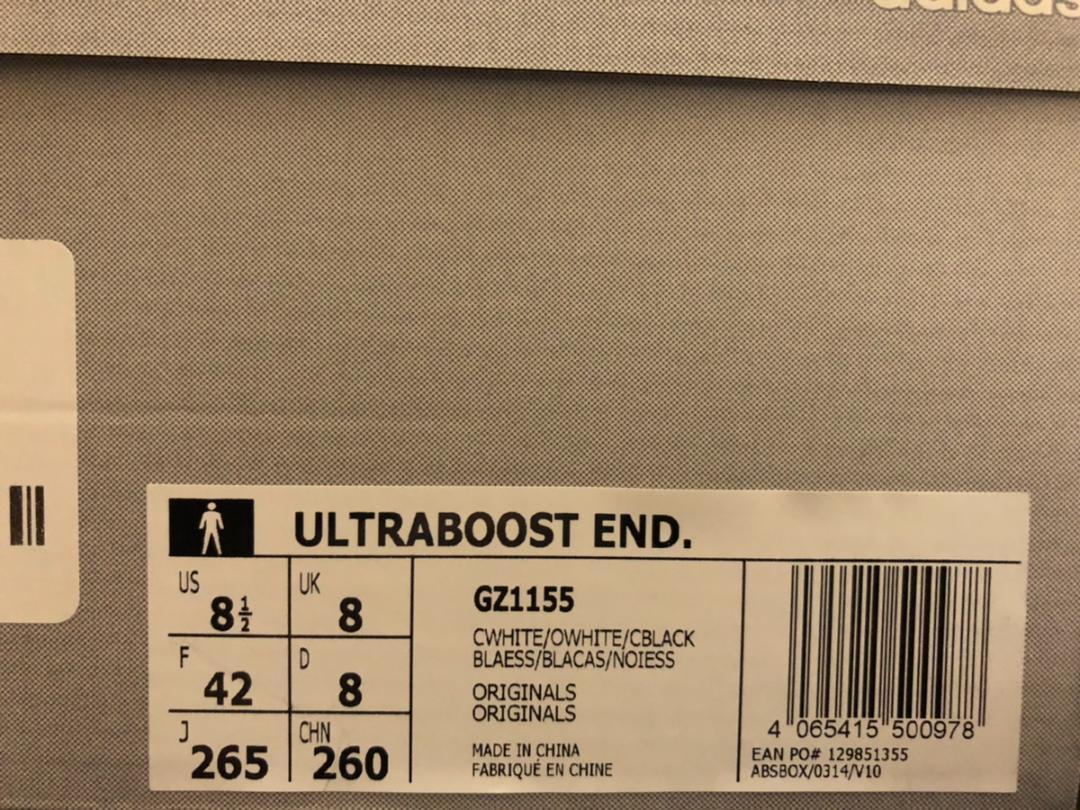 adidas
ULTRABOOST END.
US 8½
UK 8
F 42
D 8
J 265
CHN 260
GZ1155
CWHITE/OWHITE/CBLACK
BLAESS/BLACAS/NOIESS
ORIGINALS
ORIGINALS
MADE IN CHINA
FABRIQUÉ EN CHINE
4 065415 500978
EAN PO# 129851355
ABSBOX/0314/V10